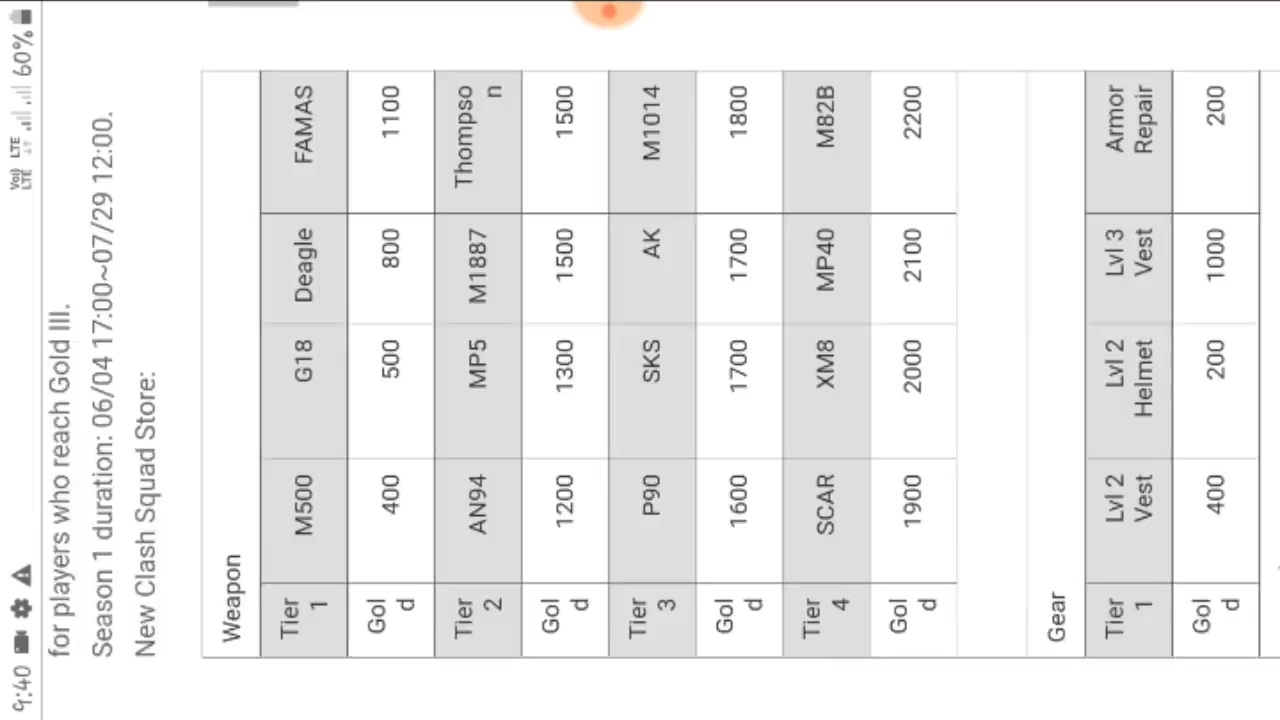 9:40 VoLTE LTE 60%
for players who reach Gold III.
Season 1 duration: 06/04 17:00~07/29 12:00.
New Clash Squad Store:
Weapon
Tier 1 M500 G18 Deagle FAMAS
Gold 400 500 800 1100
Tier 2 AN94 MP5 M1887 Thompson
Gold 1200 1300 1500 1500
Tier 3 P90 SKS AK M1014
Gold 1600 1700 1700 1800
Tier 4 SCAR XM8 MP40 M82B
Gold 1900 2000 2100 2200
Gear
Tier 1 Lvl 2 Vest Lvl 2 Helmet Lvl 3 Vest Armor Repair
Gold 400 200 1000 200